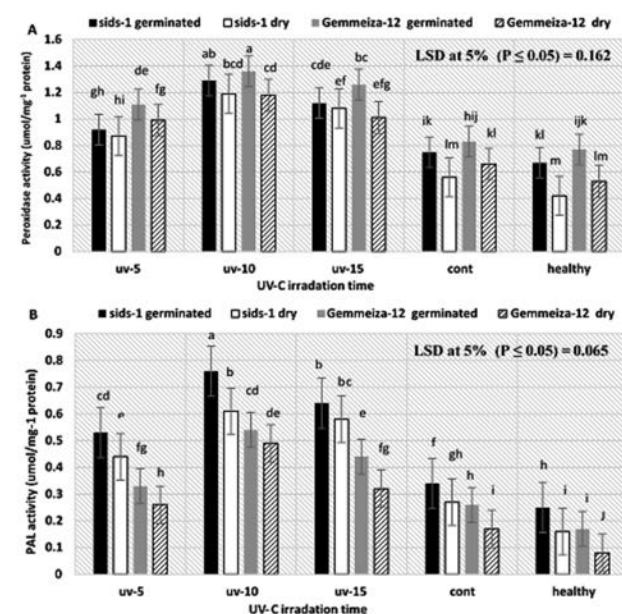 A
■ sids-1 germinated □ sids-1 dry ■ Gemmeiza-12 germinated ▨ Gemmeiza-12 dry
LSD at 5% (P ≤ 0.05) = 0.162
Peroxidase activity (umol/mg⁻¹ protein)
1.6
1.4
1.2
1
0.8
0.6
0.4
0.2
0
gh hi de fg
ab bcd a cd
cde ef bc efg
ik lm hij kl
kl m ijk lm
uv-5 uv-10 uv-15 cont healthy
UV-C irradation time
B
■ sids-1 germinated □ sids-1 dry ■ Gemmeiza-12 germinated ▨ Gemmeiza-12 dry
LSD at 5% (P ≤ 0.05) = 0.065
PAL activity (umol/mg-1 protein)
0.9
0.8
0.7
0.6
0.5
0.4
0.3
0.2
0.1
0
cd e fg h
a b cd de
b bc e fg
f gh h i
h i i J
uv-5 uv-10 uv-15 cont healthy
UV-C irradation time